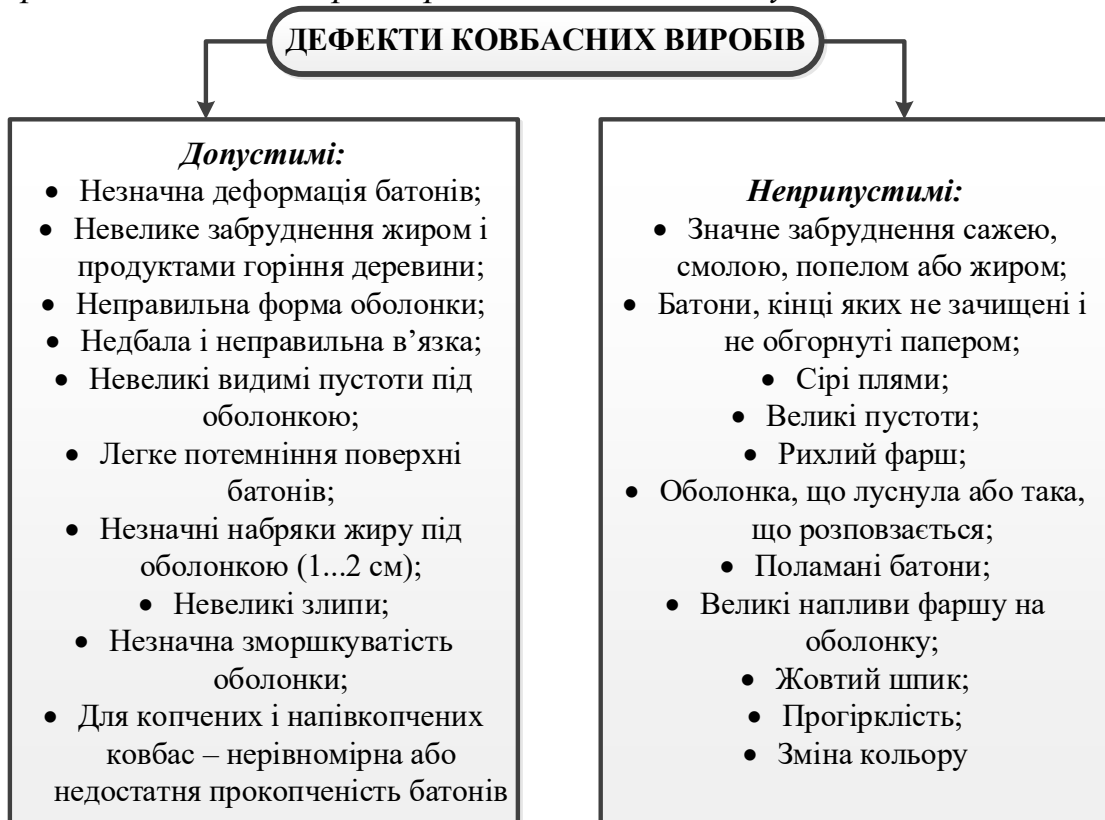 ДЕФЕКТИ КОВБАСНИХ ВИРОБІВ
Допустимі:
• Незначна деформація батонів;
• Невелике забруднення жиром і
продуктами горіння деревини;
• Неправильна форма оболонки;
• Недбала і неправильна в’язка;
• Невеликі видимі пустоти під
оболонкою;
• Легке потемніння поверхні
батонів;
• Незначні набряки жиру під
оболонкою (1...2 см);
• Невеликі злипи;
• Незначна зморшкуватість
оболонки;
• Для копчених і напівкопчених
ковбас – нерівномірна або
недостатня прокопченість батонів
Неприпустимі:
• Значне забруднення сажею,
смолою, попелом або жиром;
• Батони, кінці яких не зачищені і
не обгорнуті папером;
• Сірі плями;
• Великі пустоти;
• Рихлий фарш;
• Оболонка, що луснула або така,
що розповзається;
• Поламані батони;
• Великі напливи фаршу на
оболонку;
• Жовтий шпик;
• Прогірклість;
• Зміна кольору